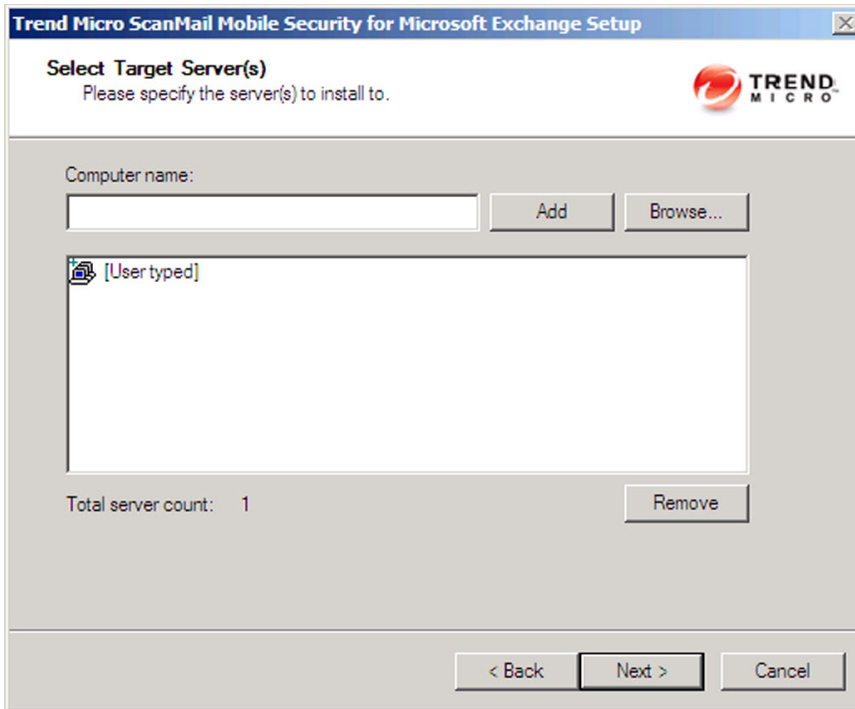 Trend Micro ScanMail Mobile Security for Microsoft Exchange Setup
Select Target Server(s)
Please specify the server(s) to install to.
TREND
MICRO
Computer name:
Add
Browse...
[User typed]
Total server count: 1
Remove
< Back
Next >
Cancel